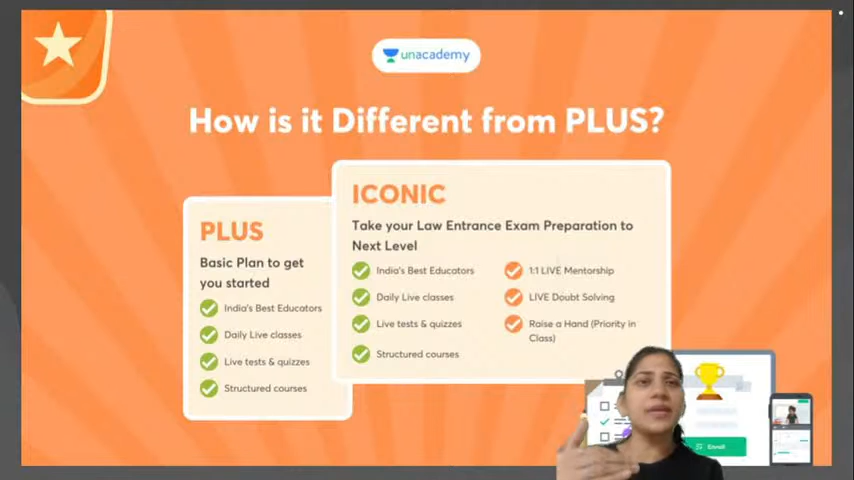 unacademy
How is it Different from PLUS?
PLUS
Basic Plan to get
you started
India's Best Educators
Daily Live classes
Live tests & quizzes
Structured courses
ICONIC
Take your Law Entrance Exam Preparation to
Next Level
India's Best Educators
Daily Live classes
Live tests & quizzes
Structured courses
1:1 LIVE Mentorship
LIVE Doubt Solving
Raise a Hand (Priority in
Class)
Enroll